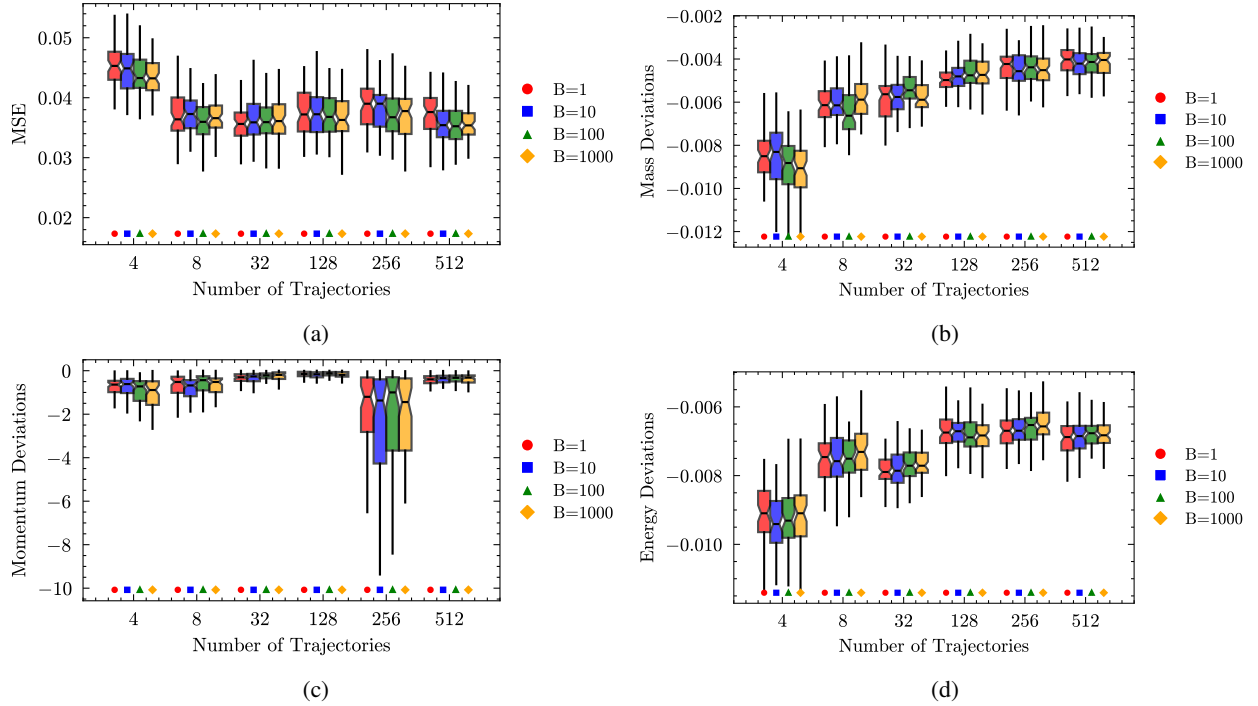 0.05
0.04
0.03
0.02
MSE
4 8 32 128 256 512
Number of Trajectories
B=1
B=10
B=100
B=1000
(a)
−0.002
−0.004
−0.006
−0.008
−0.010
−0.012
Mass Deviations
4 8 32 128 256 512
Number of Trajectories
B=1
B=10
B=100
B=1000
(b)
0
−2
−4
−6
−8
−10
Momentum Deviations
4 8 32 128 256 512
Number of Trajectories
B=1
B=10
B=100
B=1000
(c)
−0.006
−0.008
−0.010
Energy Deviations
4 8 32 128 256 512
Number of Trajectories
B=1
B=10
B=100
B=1000
(d)